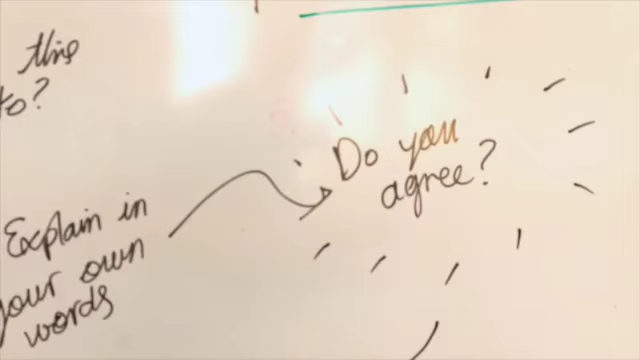 this
to?
Do you
agree?
Explain in
your own
words